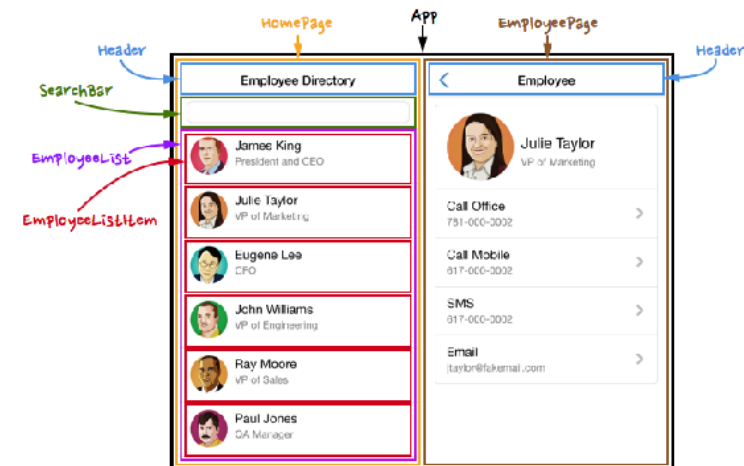 App
HomePage
EmployeePage
Header
Header
SearchBar
EmployeeList
EmployeeListItem
Employee Directory
James King
President and CEO
Julie Taylor
VP of Marketing
Eugene Lee
CFO
John Williams
VP of Engineering
Ray Moore
VP of Sales
Paul Jones
QA Manager
Employee
Julie Taylor
VP of Marketing
Call Office
781-000-0002
Call Mobile
617-000-0002
SMS
617-000-0002
Email
jtaylor@fakemail.com